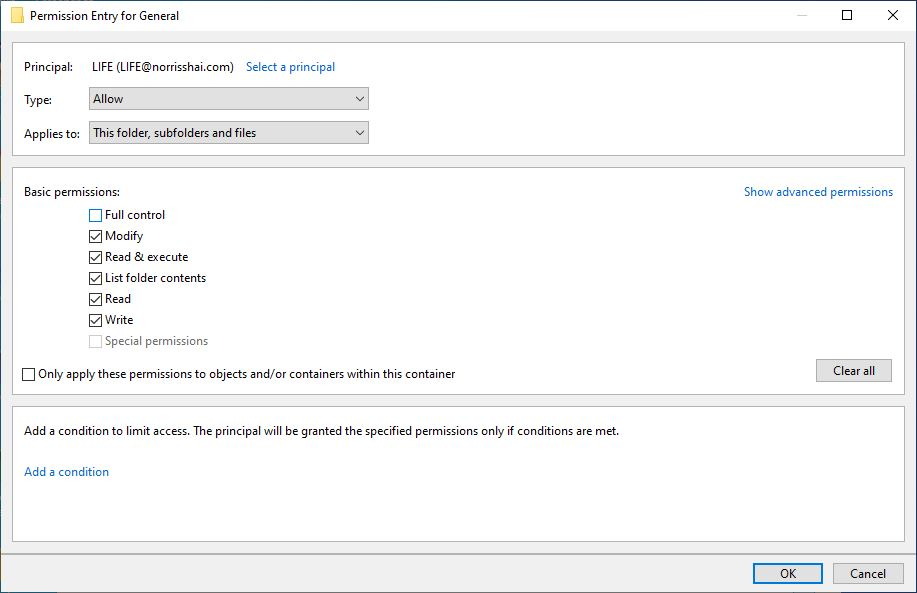 Permission Entry for General
Principal: LIFE (LIFE@norrisshai.com) Select a principal
Type: Allow
Applies to: This folder, subfolders and files
Basic permissions: Show advanced permissions
Full control
Modify
Read & execute
List folder contents
Read
Write
Special permissions
Only apply these permissions to objects and/or containers within this container Clear all
Add a condition to limit access. The principal will be granted the specified permissions only if conditions are met.
Add a condition
OK Cancel